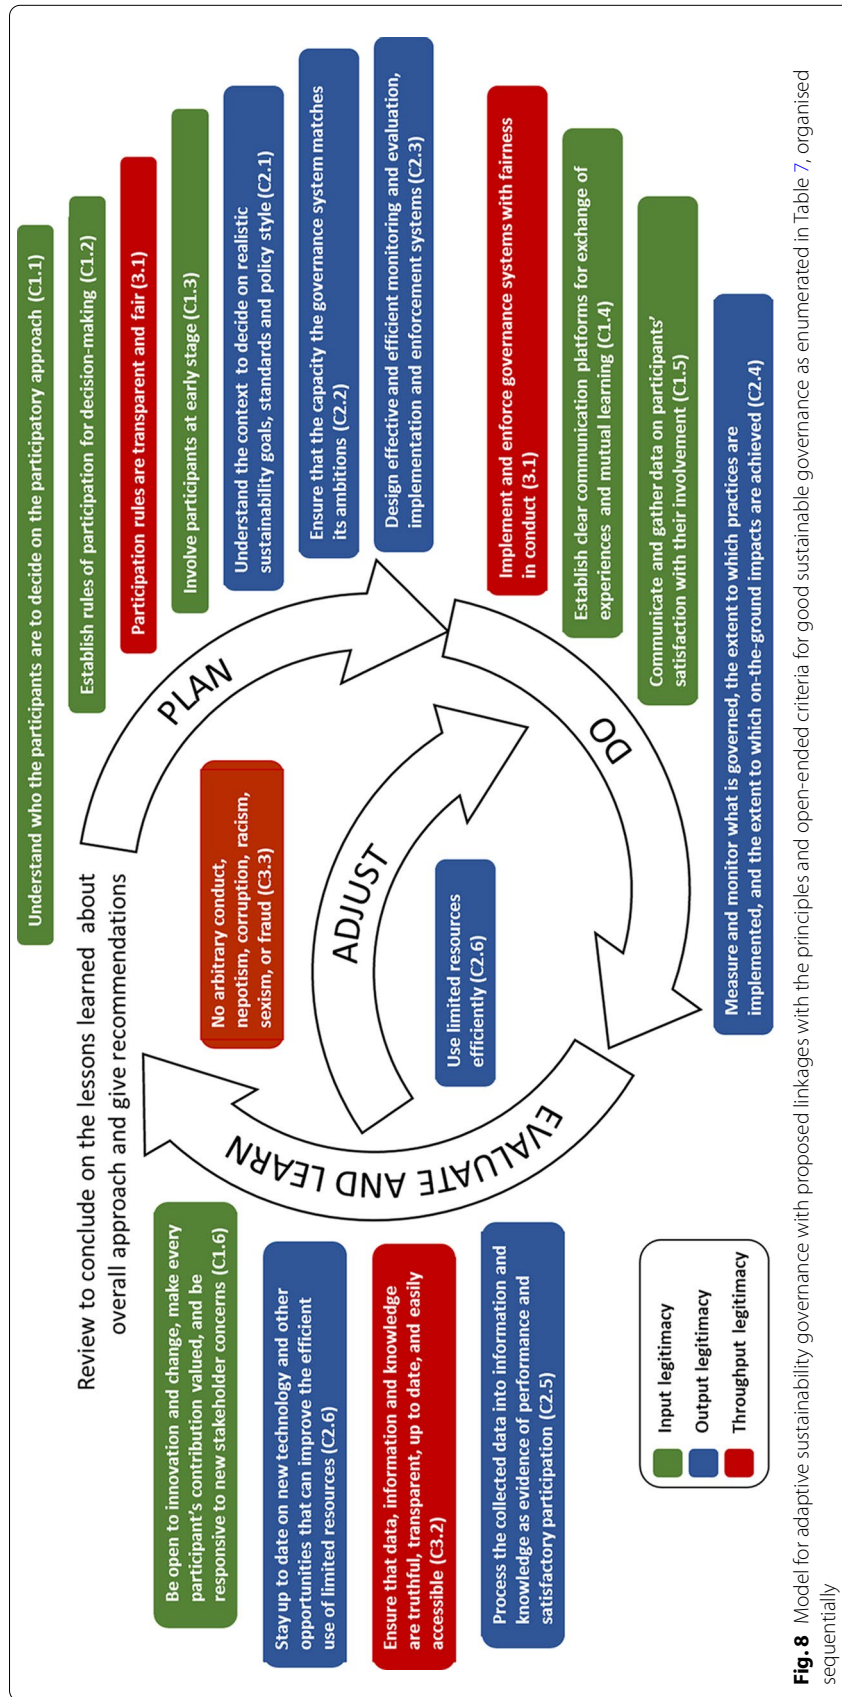 Understand who the participants are to decide on the participatory approach (C1.1)
Establish rules of participation for decision-making (C1.2)
Participation rules are transparent and fair (3.1)
Involve participants at early stage (C1.3)
Understand the context to decide on realistic
sustainability goals, standards and policy style (C2.1)
Ensure that the capacity the governance system matches
its ambitions (C2.2)
Design effective and efficient monitoring and evaluation,
implementation and enforcement systems (C2.3)
Implement and enforce governance systems with fairness
in conduct (3.1)
Establish clear communication platforms for exchange of
experiences and mutual learning (C1.4)
Communicate and gather data on participants'
satisfaction with their involvement (C1.5)
Measure and monitor what is governed, the extent to which practices are
implemented, and the extent to which on-the-ground impacts are achieved (C2.4)
PLAN
DO
EVALUATE AND LEARN
ADJUST
No arbitrary conduct,
nepotism, corruption, racism,
sexism, or fraud (C3.3)
Use limited resources
efficiently (C2.6)
Review to conclude on the lessons learned about
overall approach and give recommendations
Be open to innovation and change, make every
participant's contribution valued, and be
responsive to new stakeholder concerns (C1.6)
Stay up to date on new technology and other
opportunities that can improve the efficient
use of limited resources (C2.6)
Ensure that data, information and knowledge
are truthful, transparent, up to date, and easily
accessible (C3.2)
Process the collected data into information and
knowledge as evidence of performance and
satisfactory participation (C2.5)
Input legitimacy
Output legitimacy
Throughput legitimacy
Fig. 8 Model for adaptive sustainability governance with proposed linkages with the principles and open-ended criteria for good sustainable governance as enumerated in Table 7, organised
sequentially